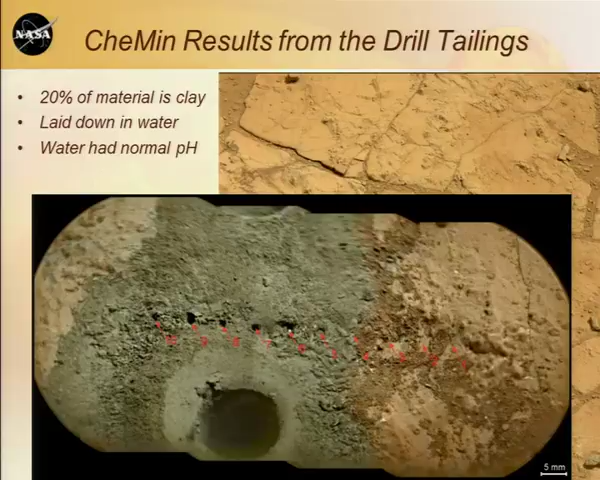 NASA
CheMin Results from the Drill Tailings
• 20% of material is clay
• Laid down in water
• Water had normal pH
5 mm